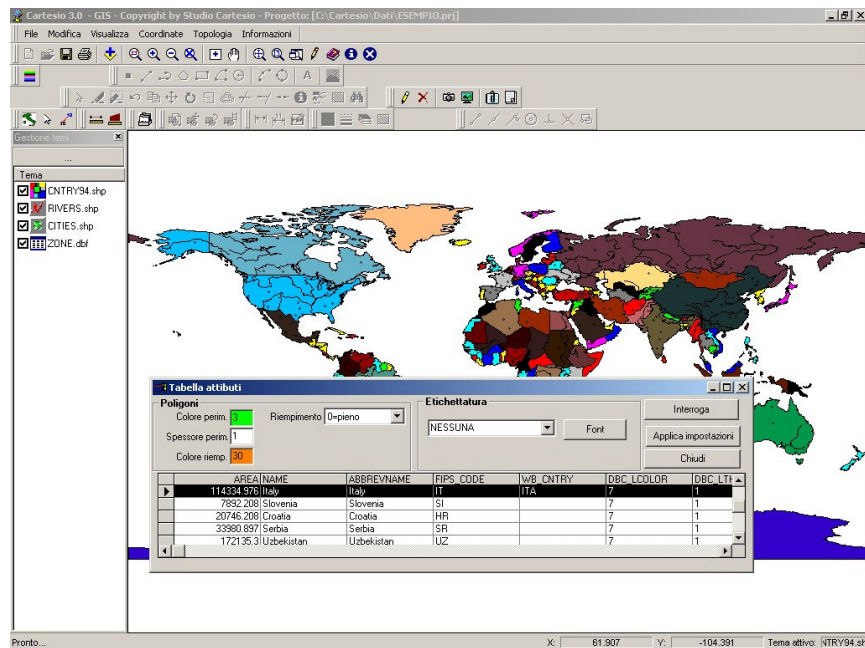 Cartesio 3.0 - GIS - Copyright by Studio Cartesio - Progetto: [C:\Cartesio\Dati\ESEMPIO.prj]
File Modifica Visualizza Coordinate Topologia Informazioni
A
Gestione temi
...
Tema
CNTRY94.shp
RIVERS.shp
CITIES.shp
ZONE.dbf
Tabella attibuti
Poligoni
Colore perim. 3 Riempimento 0=pieno
Spessore perim. 1
Colore riemp. 30
Etichettatura
NESSUNA Font
Interroga
Applica impostazioni
Chiudi
AREA NAME ABBREVNAME FIPS_CODE WB_CNTRY DBC_LCOLOR DBC_LTH
114334.976 Italy Italy IT ITA 7 1
7892.208 Slovenia Slovenia SI 7 1
20746.208 Croatia Croatia HR 7 1
33980.897 Serbia Serbia SR 7 1
172135.3 Uzbekistan Uzbekistan UZ 7 1
Pronto... X: 61.907 Y: -104.391 Tema attivo: NTRY94.sh